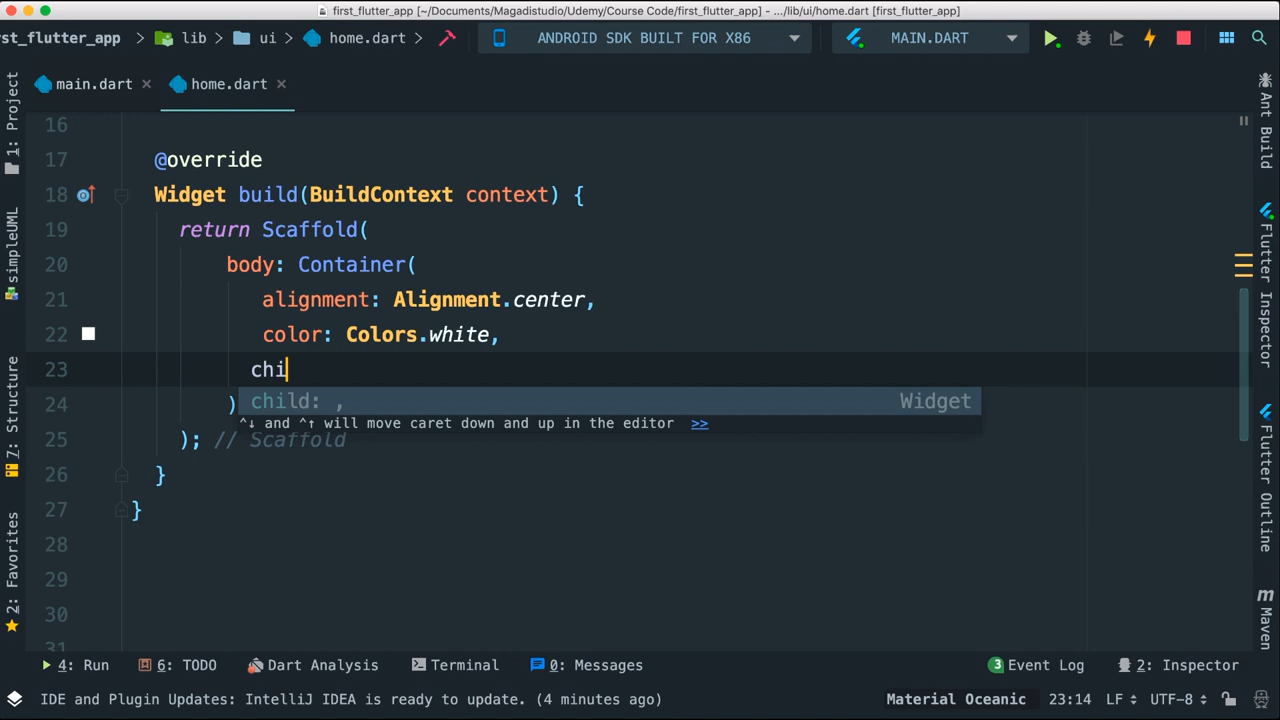 first_flutter_app [~/Documents/Magadistudio/Udemy/Course Code/first_flutter_app] - .../lib/ui/home.dart [first_flutter_app]
rst_flutter_app lib ui home.dart ANDROID SDK BUILT FOR X86 MAIN.DART
main.dart home.dart
1: Project
simpleUML
7: Structure
2: Favorites
16
17 @override
18 Widget build(BuildContext context) {
19 return Scaffold(
20 body: Container(
21 alignment: Alignment.center,
22 color: Colors.white,
23 chi
24 )
child: , Widget
^↓ and ^↑ will move caret down and up in the editor >>
25 ); // Scaffold
26 }
27 }
28
29
30
31
Ant Build
Flutter Inspector
Flutter Outline
Maven
4: Run 6: TODO Dart Analysis Terminal 0: Messages 3 Event Log 2: Inspector
IDE and Plugin Updates: IntelliJ IDEA is ready to update. (4 minutes ago) Material Oceanic 23:14 LF UTF-8